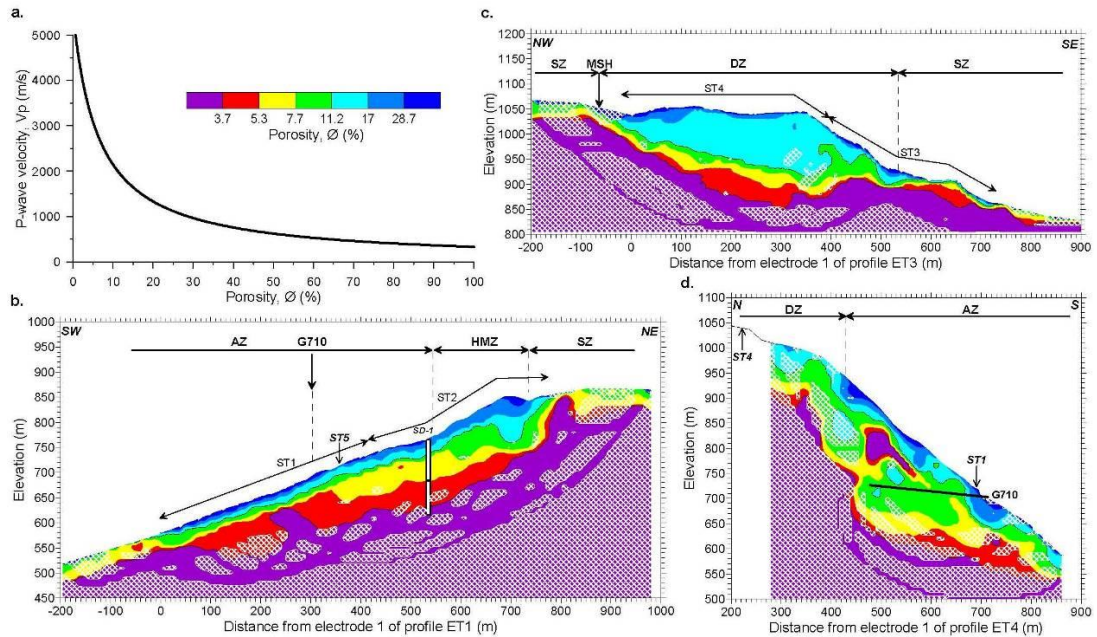 a.
5000
4000
3000
2000
1000
0
P-wave velocity, Vp (m/s)
3.7 5.3 7.7 11.2 17 28.7
Porosity, Ø (%)
0 10 20 30 40 50 60 70 80 90 100
Porosity, Ø (%)
b.
SW NE
AZ G710 HMZ SZ
ST2
SD-1
ST5
ST1
1000
950
900
850
800
750
700
650
600
550
500
450
Elevation (m)
-200 -100 0 100 200 300 400 500 600 700 800 900 1000
Distance from electrode 1 of profile ET1 (m)
c.
NW SE
SZ MSH DZ SZ
ST4
ST3
1200
1150
1100
1050
1000
950
900
850
800
Elevation (m)
-200 -100 0 100 200 300 400 500 600 700 800 900
Distance from electrode 1 of profile ET3 (m)
d.
N S
DZ AZ
ST4
ST1
G710
1100
1050
1000
950
900
850
800
750
700
650
600
550
500
Elevation (m)
200 300 400 500 600 700 800 900
Distance from electrode 1 of profile ET4 (m)